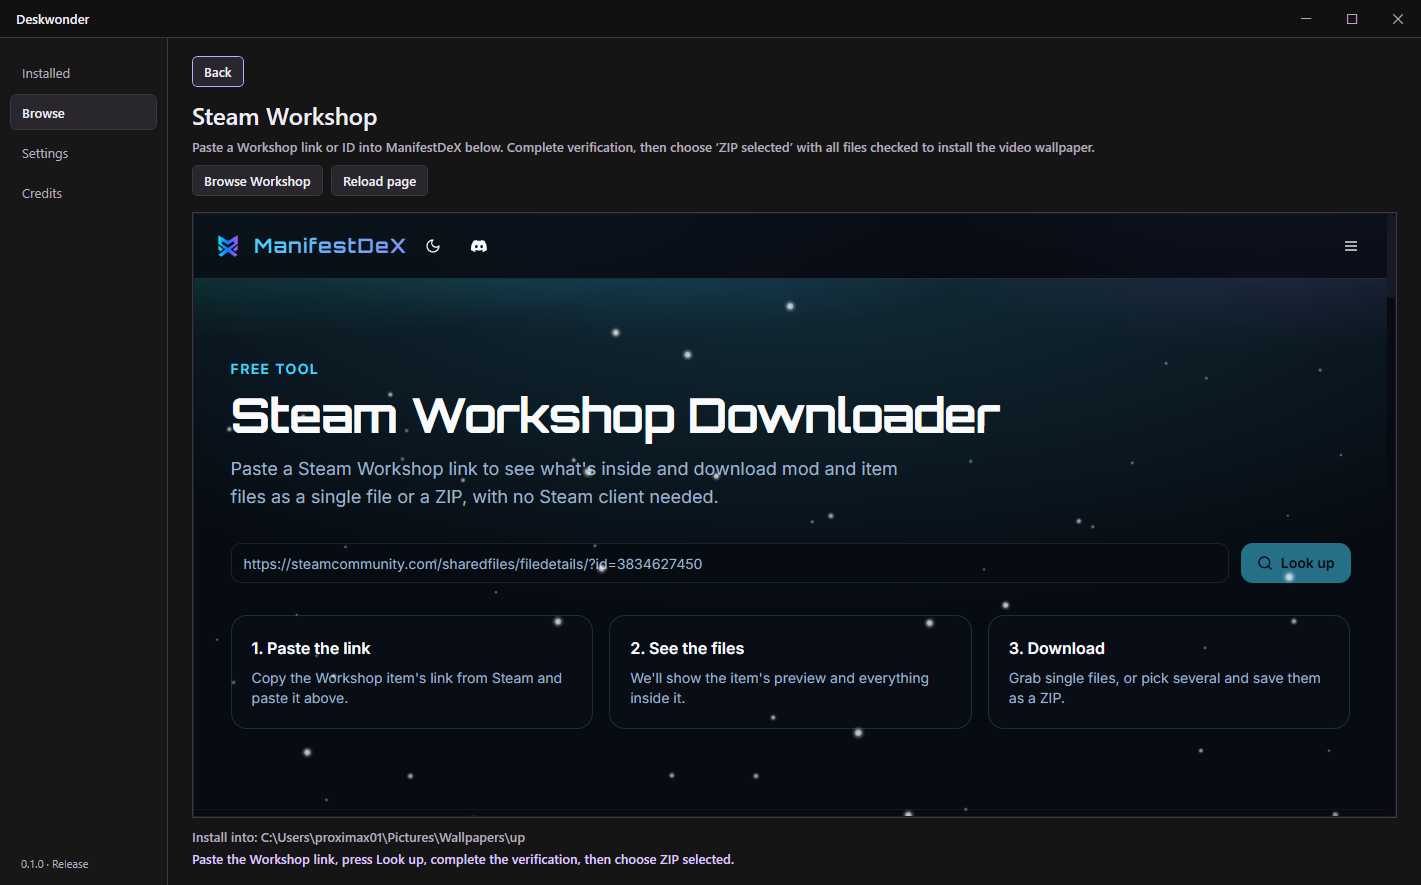 Deskwonder
Installed
Browse
Settings
Credits
0.1.0 · Release
Back
Steam Workshop
Paste a Workshop link or ID into ManifestDeX below. Complete verification, then choose ‘ZIP selected’ with all files checked to install the video wallpaper.
Browse Workshop
Reload page
ManifestDeX
FREE TOOL
Steam Workshop Downloader
Paste a Steam Workshop link to see what's inside and download mod and item
files as a single file or a ZIP, with no Steam client needed.
https://steamcommunity.com/sharedfiles/filedetails/?id=3834627450
Look up
1. Paste the link
Copy the Workshop item's link from Steam and
paste it above.
2. See the files
We'll show the item's preview and everything
inside it.
3. Download
Grab single files, or pick several and save them
as a ZIP.
Install into: C:\Users\proximax01\Pictures\Wallpapers\up
Paste the Workshop link, press Look up, complete the verification, then choose ZIP selected.